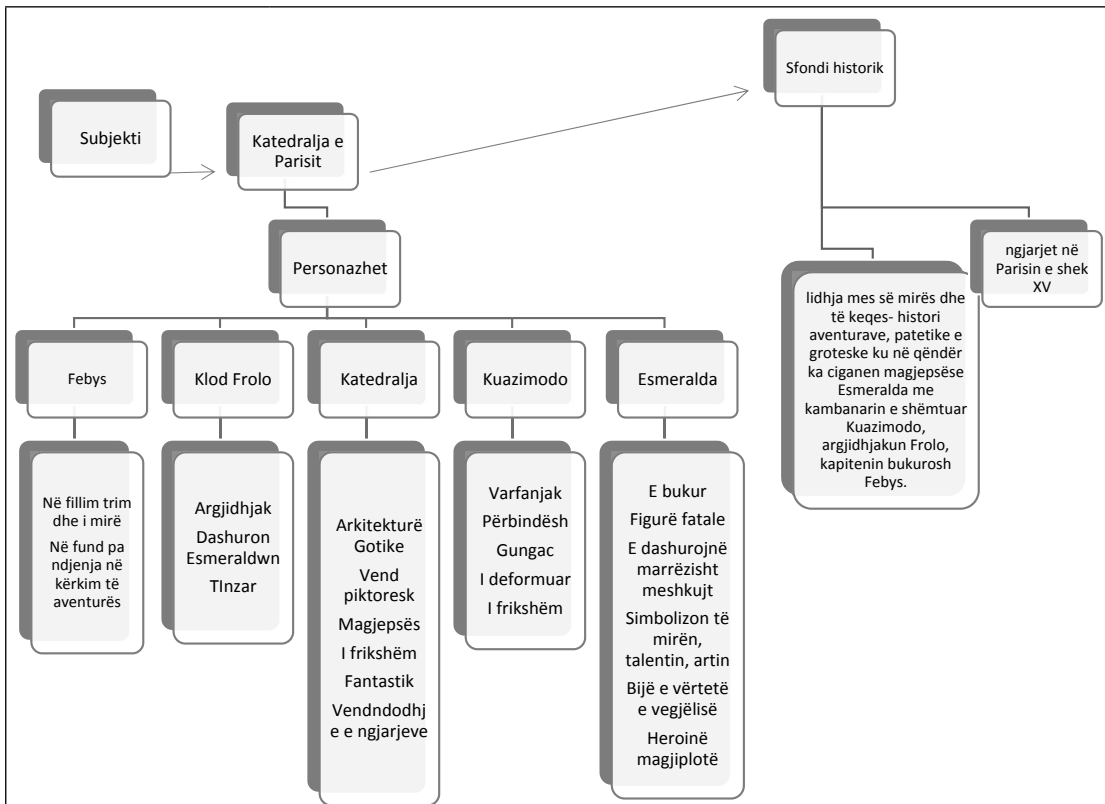 Subjekti
Katedralja e
Parisit
Sfondi historik
Personazhet
ngjarjet në
Parisin e shek
XV
lidhja mes së mirës dhe
të keqes- histori
aventurave, patetike e
groteske ku në qëndër
ka ciganen magjepsëse
Esmeralda me
kambanarin e shëmtuar
Kuazimodo,
argjidhjakun Frolo,
kapitenin bukurosh
Febys.
Febys
Klod Frolo
Katedralja
Kuazimodo
Esmeralda
Në fillim trim
dhe i mirë
Në fund pa
ndjenja në
kërkim të
aventurës
Argjidhjak
Dashuron
Esmeraldwn
TInzar
Arkitekturë
Gotike
Vend
piktoresk
Magjepsës
I frikshëm
Fantastik
Vendndodhj
e e ngjarjeve
Varfanjak
Përbindësh
Gungac
I deformuar
I frikshëm
E bukur
Figurë fatale
E dashurojnë
marrëzisht
meshkujt
Simbolizon të
mirën,
talentin, artin
Bijë e vërtetë
e vegjëlisë
Heroinë
magjiplotë